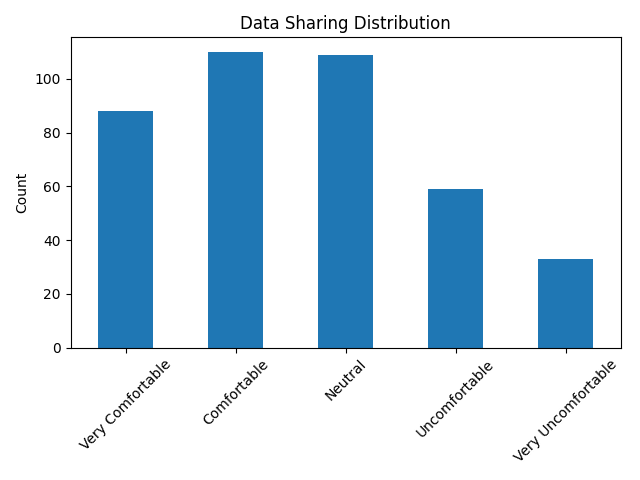 Data Sharing Distribution
Count
100
80
60
40
20
0
Very Comfortable
Comfortable
Neutral
Uncomfortable
Very Uncomfortable